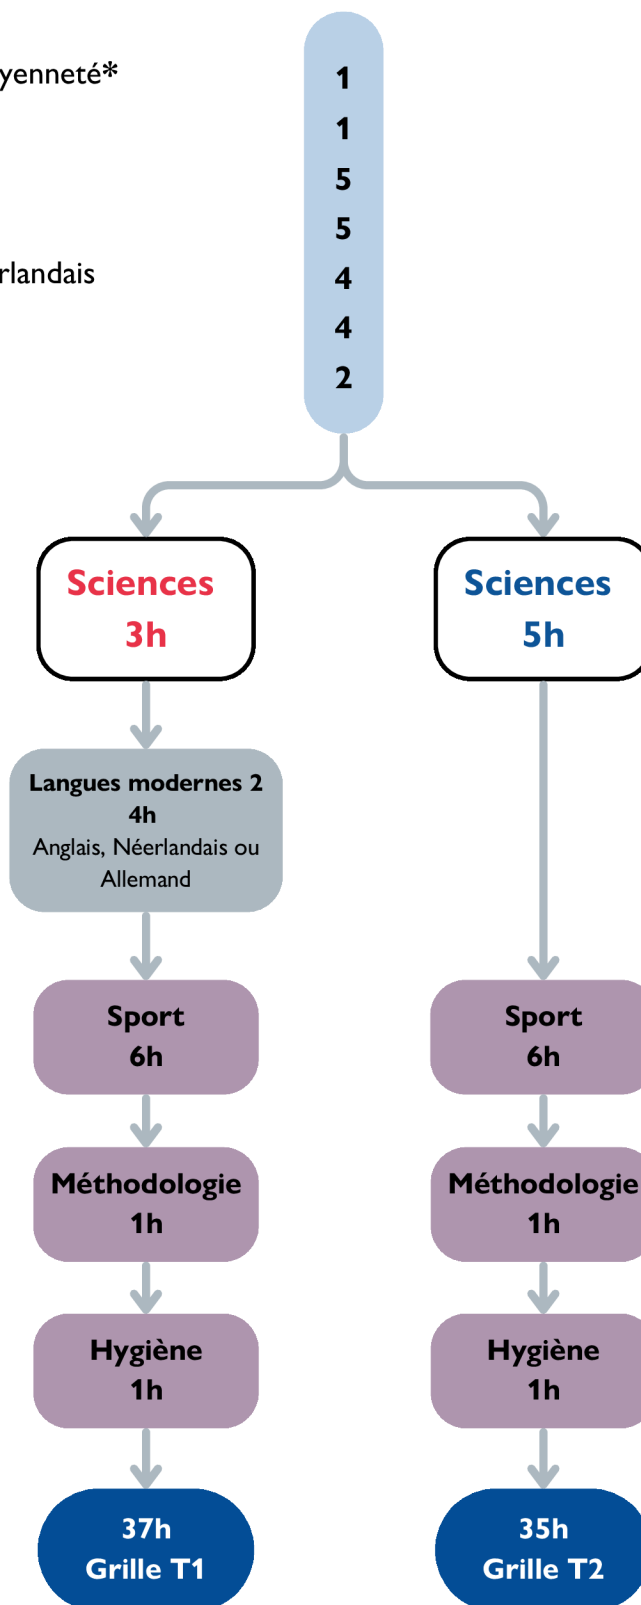 yenneté* 1
1
5
5
rlandais 4
4
2
Sciences
3h
Sciences
5h
Langues modernes 2
4h
Anglais, Néerlandais ou
Allemand
Sport
6h
Sport
6h
Méthodologie
1h
Méthodologie
1h
Hygiène
1h
Hygiène
1h
37h
Grille T1
35h
Grille T2